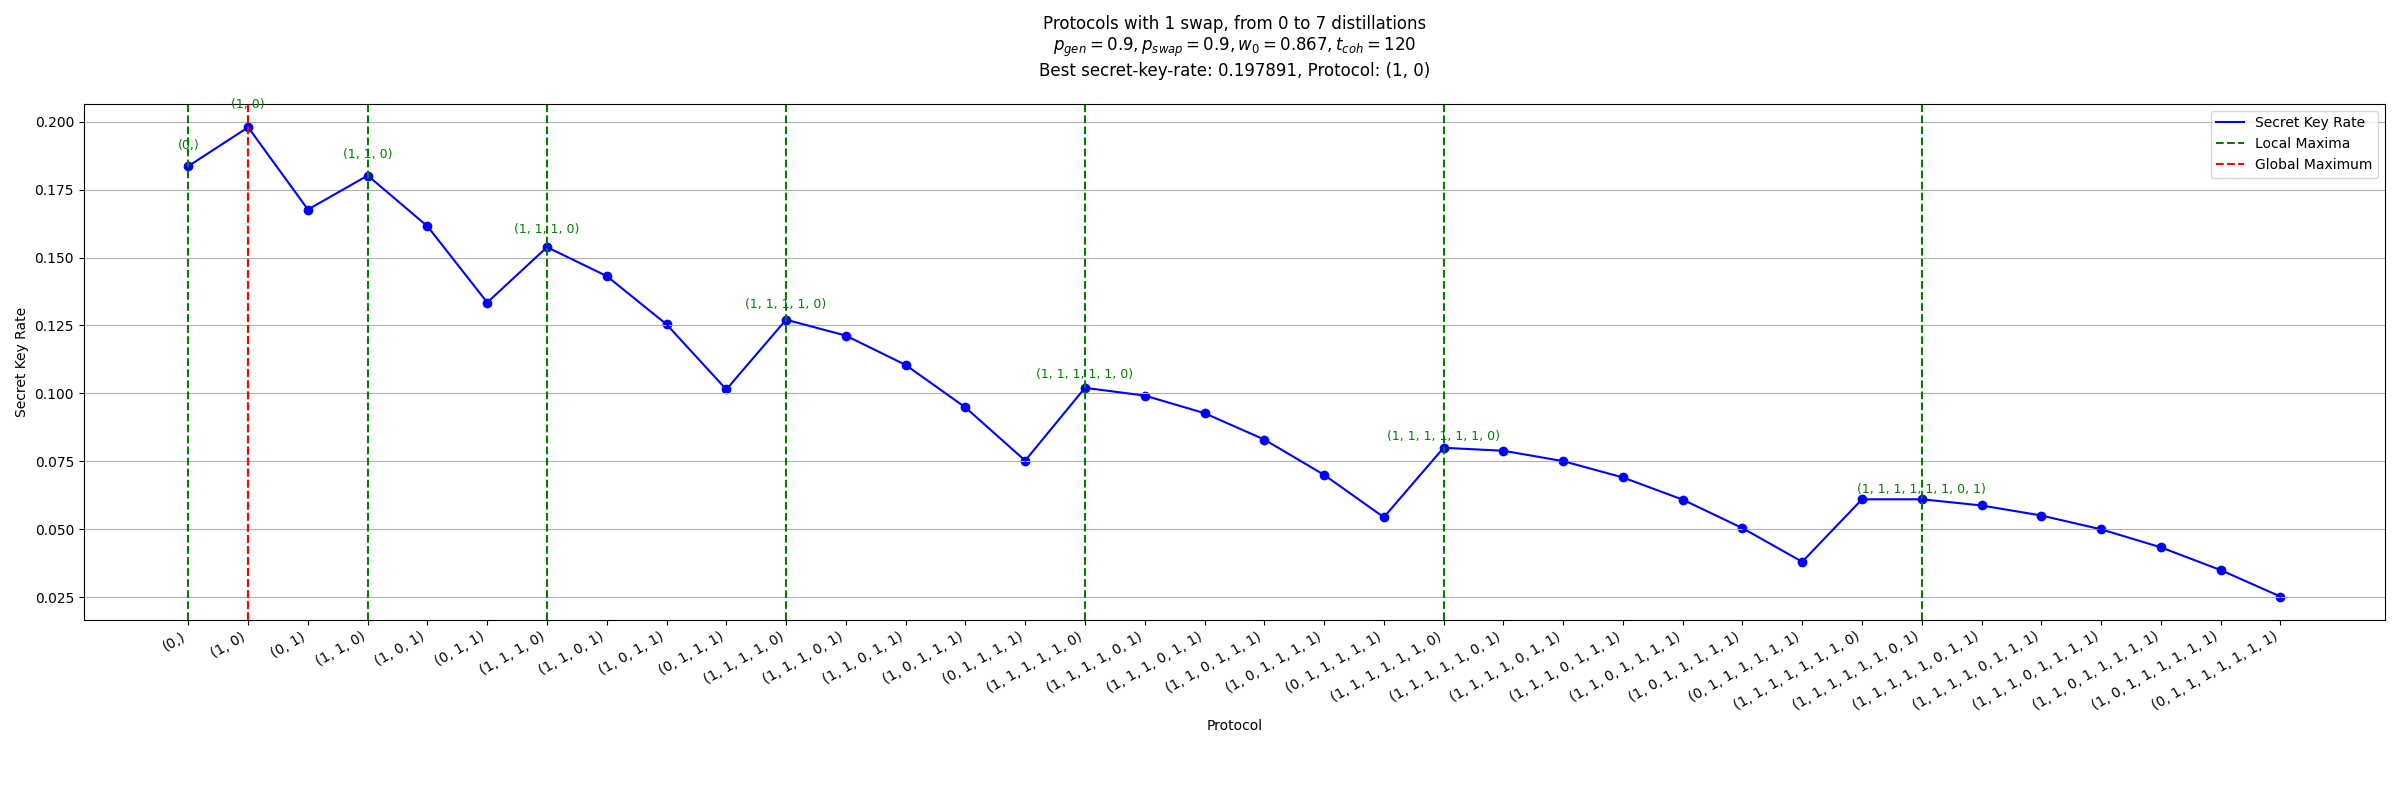 Protocols with 1 swap, from 0 to 7 distillations
p_gen = 0.9, p_swap = 0.9, w_0 = 0.867, t_coh = 120
Best secret-key-rate: 0.197891, Protocol: (1, 0)
Secret Key Rate
Local Maxima
Global Maximum
(0,)
(1, 0)
(1, 1, 0)
(1, 1, 1, 0)
(1, 1, 1, 1, 0)
(1, 1, 1, 1, 1, 0)
(1, 1, 1, 1, 1, 1, 0)
(1, 1, 1, 1, 1, 1, 0, 1)
Secret Key Rate
0.200
0.175
0.150
0.125
0.100
0.075
0.050
0.025
(0,)
(1, 0)
(0, 1)
(1, 1, 0)
(1, 0, 1)
(0, 1, 1)
(1, 1, 1, 0)
(1, 1, 0, 1)
(1, 0, 1, 1)
(0, 1, 1, 1)
(1, 1, 1, 1, 0)
(1, 1, 1, 0, 1)
(1, 1, 0, 1, 1)
(1, 0, 1, 1, 1)
(0, 1, 1, 1, 1)
(1, 1, 1, 1, 1, 0)
(1, 1, 1, 1, 0, 1)
(1, 1, 1, 0, 1, 1)
(1, 1, 0, 1, 1, 1)
(1, 0, 1, 1, 1, 1)
(0, 1, 1, 1, 1, 1)
(1, 1, 1, 1, 1, 1, 0)
(1, 1, 1, 1, 1, 0, 1)
(1, 1, 1, 1, 0, 1, 1)
(1, 1, 1, 0, 1, 1, 1)
(1, 1, 0, 1, 1, 1, 1)
(1, 0, 1, 1, 1, 1, 1)
(0, 1, 1, 1, 1, 1, 1)
(1, 1, 1, 1, 1, 1, 1, 0)
(1, 1, 1, 1, 1, 1, 0, 1)
(1, 1, 1, 1, 1, 0, 1, 1)
(1, 1, 1, 1, 0, 1, 1, 1)
(1, 1, 1, 0, 1, 1, 1, 1)
(1, 1, 0, 1, 1, 1, 1, 1)
(1, 0, 1, 1, 1, 1, 1, 1)
(0, 1, 1, 1, 1, 1, 1, 1)
Protocol